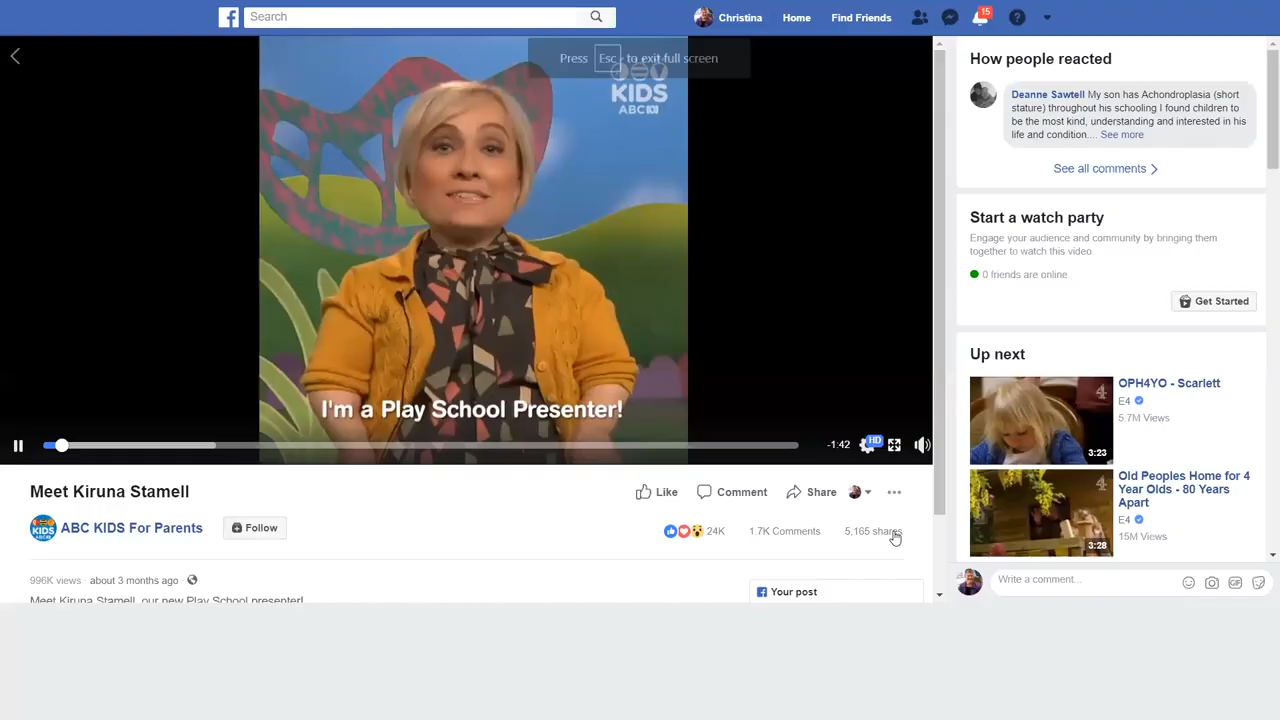 Search
Christina
Home
Find Friends
15
Press Esc to exit full screen
KIDS
ABC
I'm a Play School Presenter!
-1:42
HD
Meet Kiruna Stamell
Like
Comment
Share
KIDS
ABC KIDS For Parents
Follow
24K
1.7K Comments
5,165 shares
996K views · about 3 months ago
Meet Kiruna Stamell, our new Play School presenter!
Your post
How people reacted
Deanne Sawtell My son has Achondroplasia (short
stature) throughout his schooling I found children to
be the most kind, understanding and interested in his
life and condition.... See more
See all comments
Start a watch party
Engage your audience and community by bringing them
together to watch this video
0 friends are online
Get Started
Up next
4
3:23
OPH4YO - Scarlett
E4
5.7M Views
4
3:28
Old Peoples Home for 4
Year Olds - 80 Years
Apart
E4
15M Views
Write a comment...
GIF